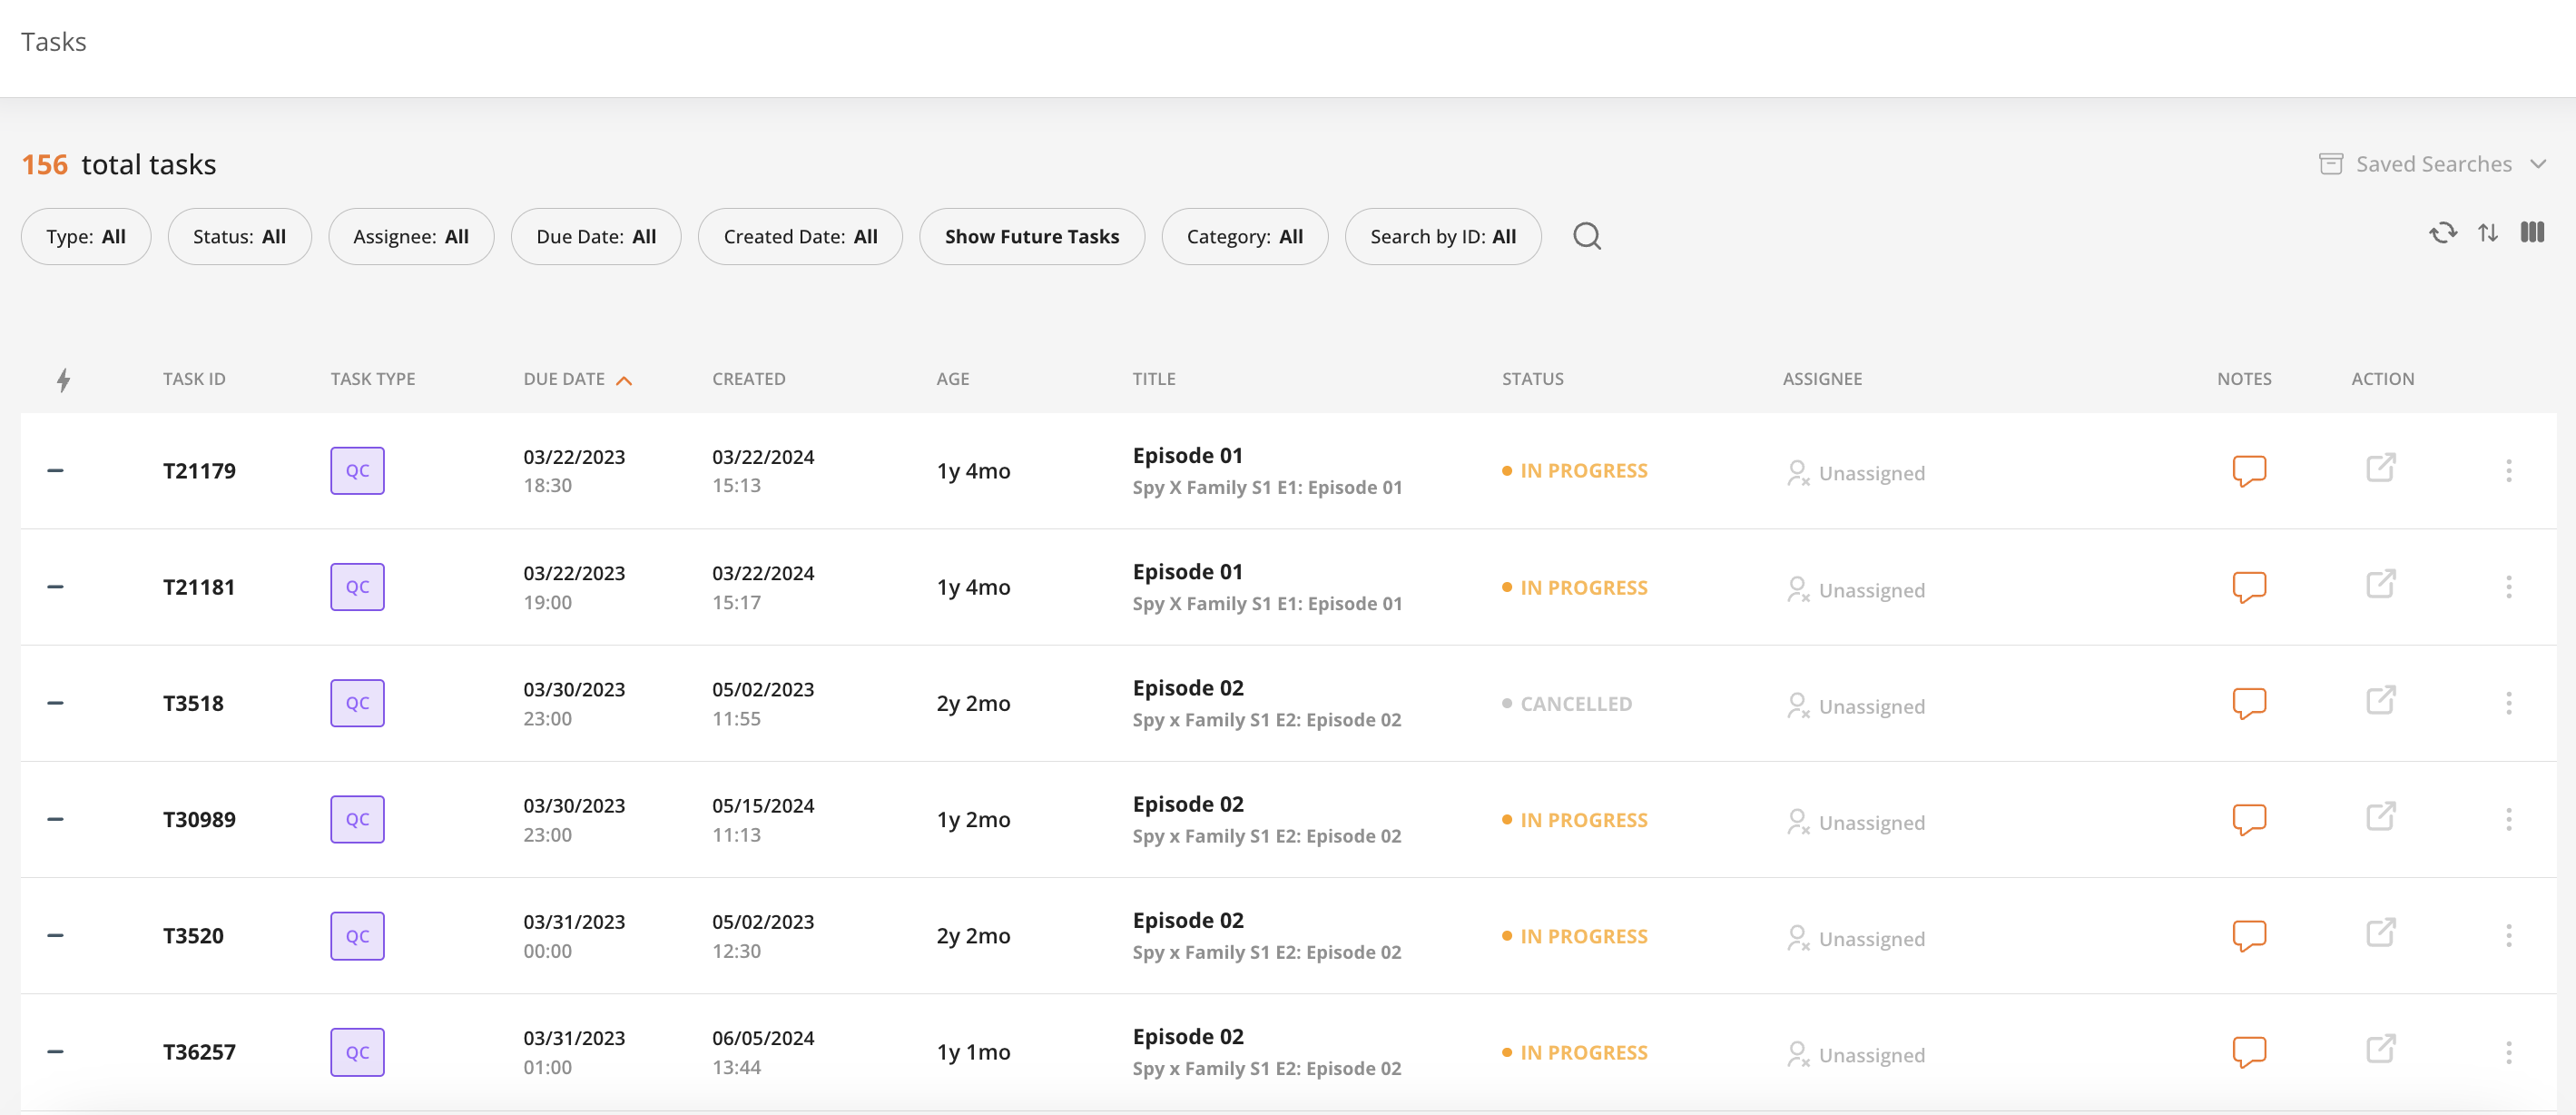 Tasks
156 total tasks
Saved Searches
Type: All Status: All Assignee: All Due Date: All Created Date: All Show Future Tasks Category: All Search by ID: All
TASK ID TASK TYPE DUE DATE CREATED AGE TITLE STATUS ASSIGNEE NOTES ACTION
T21179 QC 03/22/2023 03/22/2024 1y 4mo Episode 01 IN PROGRESS Unassigned
18:30 15:13 Spy X Family S1 E1: Episode 01
T21181 QC 03/22/2023 03/22/2024 1y 4mo Episode 01 IN PROGRESS Unassigned
19:00 15:17 Spy X Family S1 E1: Episode 01
T3518 QC 03/30/2023 05/02/2023 2y 2mo Episode 02 CANCELLED Unassigned
23:00 11:55 Spy x Family S1 E2: Episode 02
T30989 QC 03/30/2023 05/15/2024 1y 2mo Episode 02 IN PROGRESS Unassigned
23:00 11:13 Spy x Family S1 E2: Episode 02
T3520 QC 03/31/2023 05/02/2023 2y 2mo Episode 02 IN PROGRESS Unassigned
00:00 12:30 Spy x Family S1 E2: Episode 02
T36257 QC 03/31/2023 06/05/2024 1y 1mo Episode 02 IN PROGRESS Unassigned
01:00 13:44 Spy x Family S1 E2: Episode 02